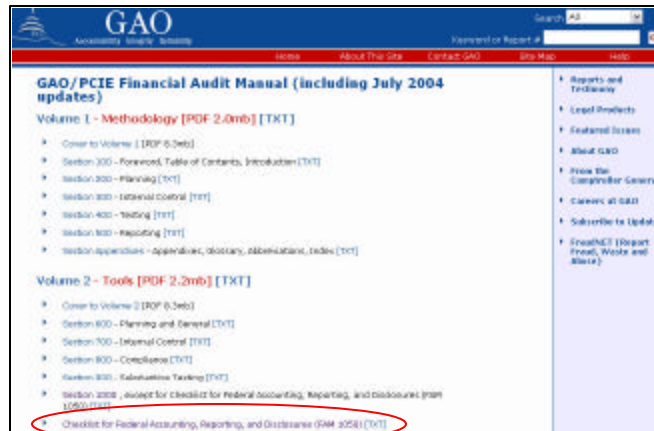 GAO
Accountability Integrity Reliability
Search All
Keyword or Report #
Home About This Site Contact GAO Site Map Help
GAO/PCIE Financial Audit Manual (including July 2004
updates)
Volume 1 - Methodology [PDF 2.0mb] [TXT]
Cover to Volume 1 [PDF 8.3mb]
Section 100 - Foreword, Table of Contents, Introduction [TXT]
Section 200 - Planning [TXT]
Section 300 - Internal Control [TXT]
Section 400 - Testing [TXT]
Section 500 - Reporting [TXT]
Section Appendixes - Appendixes, Glossary, Abbreviations, Index [TXT]
Volume 2 - Tools [PDF 2.2mb] [TXT]
Cover to Volume 2 [PDF 8.3mb]
Section 600 - Planning and General [TXT]
Section 700 - Internal Control [TXT]
Section 800 - Compliance [TXT]
Section 900 - Substantive Testing [TXT]
Section 1000 , except for Checklist for Federal Accounting, Reporting, and Disclosures (FAM
1050) [TXT]
Checklist for Federal Accounting, Reporting, and Disclosures (FAM 1050) [TXT]
Reports and
Testimony
Legal Products
Featured Issues
About GAO
From the
Comptroller Gener
Careers at GAO
Subscribe to Updat
FraudNET (Report
Fraud, Waste and
Abuse)